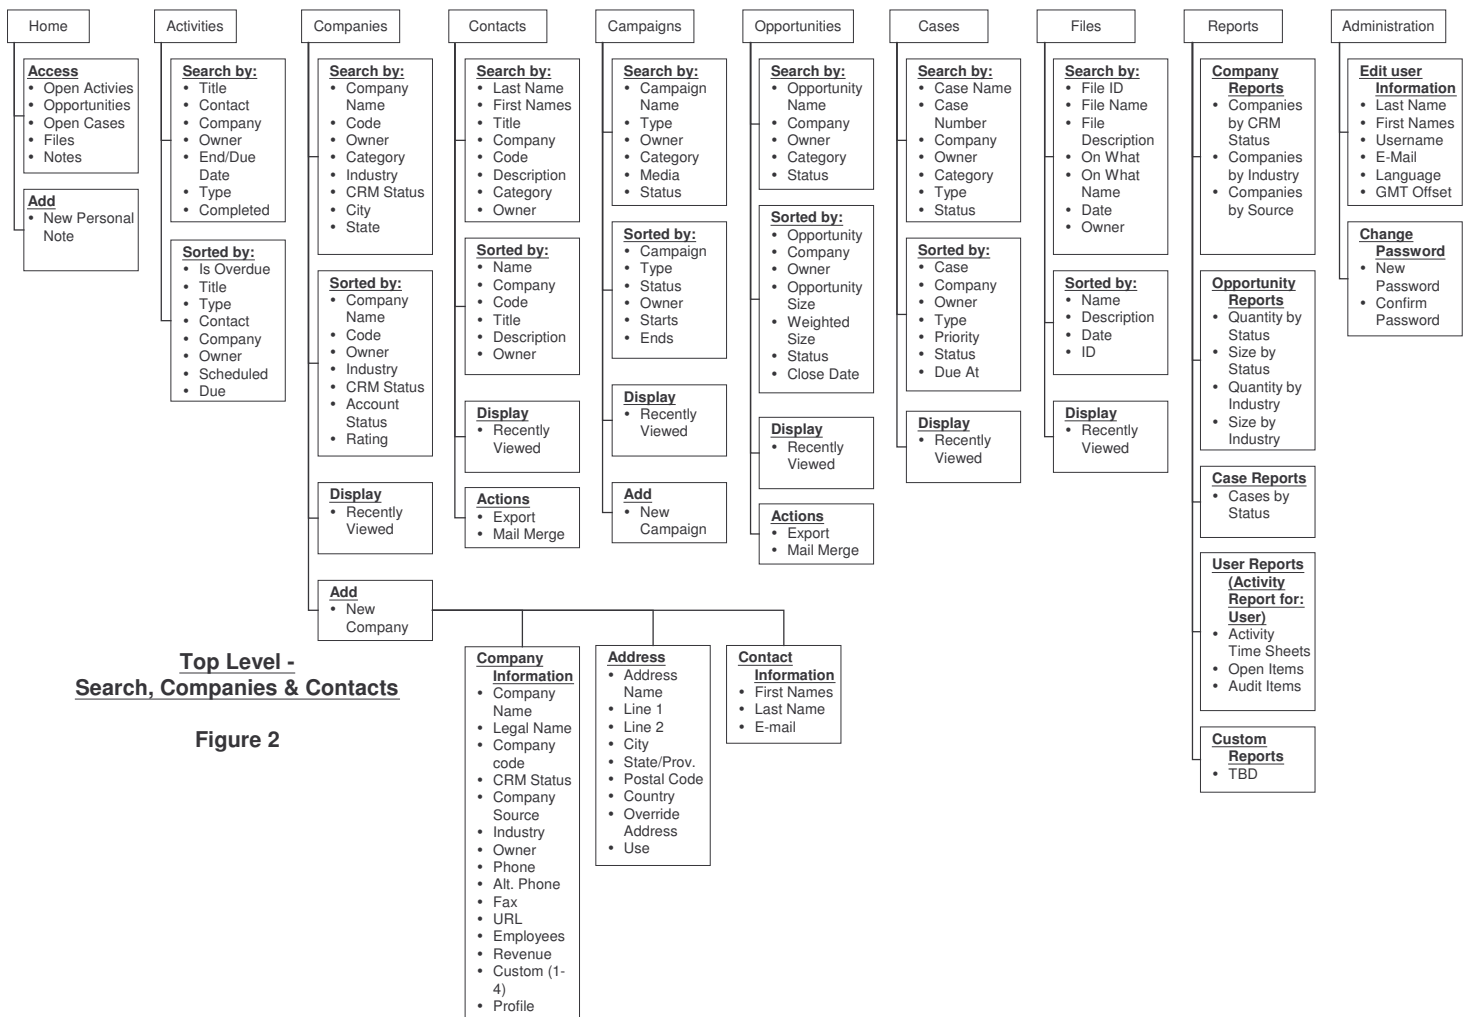 Home
Activities
Companies
Contacts
Campaigns
Opportunities
Cases
Files
Reports
Administration
Access
• Open Activies
• Opportunities
• Open Cases
• Files
• Notes
Add
• New Personal
Note
Search by:
• Title
• Contact
• Company
• Owner
• End/Due
Date
• Type
• Completed
Sorted by:
• Is Overdue
• Title
• Type
• Contact
• Company
• Owner
• Scheduled
• Due
Search by:
• Company
Name
• Code
• Owner
• Category
• Industry
• CRM Status
• City
• State
Sorted by:
• Company
Name
• Code
• Owner
• Industry
• CRM Status
• Account
Status
• Rating
Display
• Recently
Viewed
Add
• New
Company
Search by:
• Last Name
• First Names
• Title
• Company
• Code
• Description
• Category
• Owner
Sorted by:
• Name
• Company
• Code
• Title
• Description
• Owner
Display
• Recently
Viewed
Actions
• Export
• Mail Merge
Search by:
• Campaign
Name
• Type
• Owner
• Category
• Media
• Status
Sorted by:
• Campaign
• Type
• Status
• Owner
• Starts
• Ends
Display
• Recently
Viewed
Add
• New
Campaign
Search by:
• Opportunity
Name
• Company
• Owner
• Category
• Status
Sorted by:
• Opportunity
• Company
• Owner
• Opportunity
Size
• Weighted
Size
• Status
• Close Date
Display
• Recently
Viewed
Actions
• Export
• Mail Merge
Search by:
• Case Name
• Case
Number
• Company
• Owner
• Category
• Type
• Status
Sorted by:
• Case
• Company
• Owner
• Type
• Priority
• Status
• Due At
Display
• Recently
Viewed
Search by:
• File ID
• File Name
• File
Description
• On What
• On What
Name
• Date
• Owner
Sorted by:
• Name
• Description
• Date
• ID
Display
• Recently
Viewed
Company
Reports
• Companies
by CRM
Status
• Companies
by Industry
• Companies
by Source
Opportunity
Reports
• Quantity by
Status
• Size by
Status
• Quantity by
Industry
• Size by
Industry
Case Reports
• Cases by
Status
User Reports
(Activity
Report for:
User)
• Activity
Time Sheets
• Open Items
• Audit Items
Custom
Reports
• TBD
Edit user
Information
• Last Name
• First Names
• Username
• E-Mail
• Language
• GMT Offset
Change
Password
• New
Password
• Confirm
Password
Company
Information
• Company
Name
• Legal Name
• Company
code
• CRM Status
• Company
Source
• Industry
• Owner
• Phone
• Alt. Phone
• Fax
• URL
• Employees
• Revenue
• Custom (1-
4)
• Profile
Address
• Address
Name
• Line 1
• Line 2
• City
• State/Prov.
• Postal Code
• Country
• Override
Address
• Use
Contact
Information
• First Names
• Last Name
• E-mail
Top Level -
Search, Companies & Contacts
Figure 2